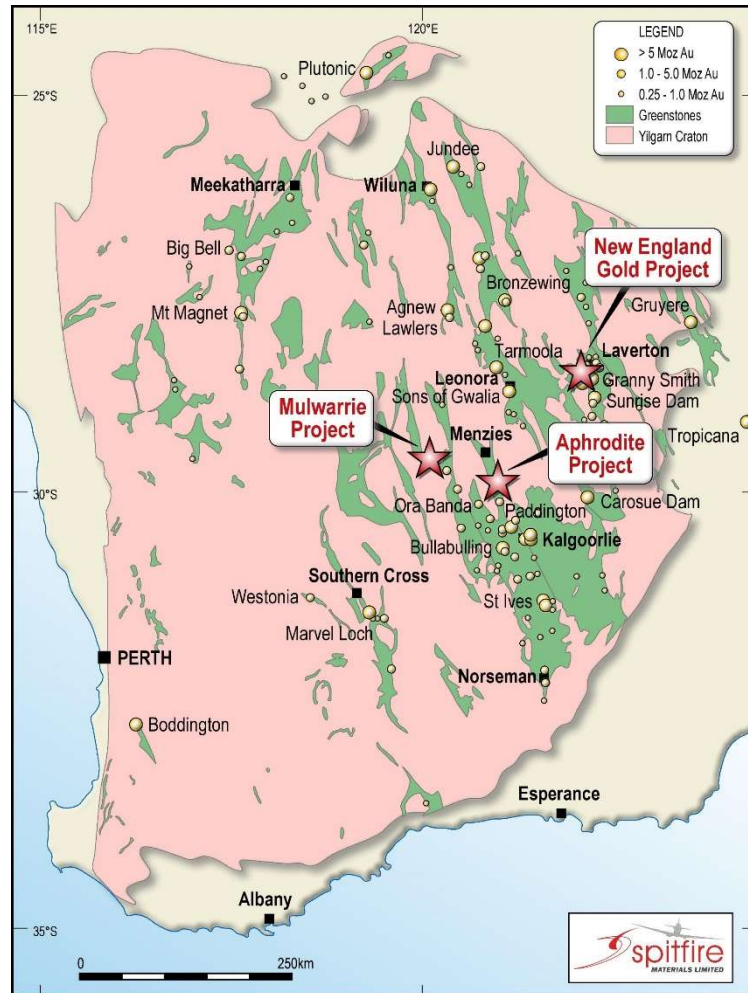 115°E
120°E
LEGEND
> 5 Moz Au
1.0 - 5.0 Moz Au
0.25 - 1.0 Moz Au
Greenstones
Yilgarn Craton
Plutonic
25°S
Jundee
Meekatharra
Wiluna
New England
Gold Project
Big Bell
Bronzewing
Gruyere
Mt Magnet
Agnew
Lawlers
Tarmoola
Laverton
Leonora
Granny Smith
Sons of Gwalia
Sunrise Dam
Mulwarrie
Project
Menzies
Aphrodite
Project
Tropicana
30°S
Ora Banda
Paddington
Carosue Dam
Bullabulling
Kalgoorlie
Southern Cross
Westonia
St Ives
Marvel Loch
PERTH
Norseman
Boddington
Esperance
Albany
35°S
0
250km
spitfire
MATERIALS LIMITED